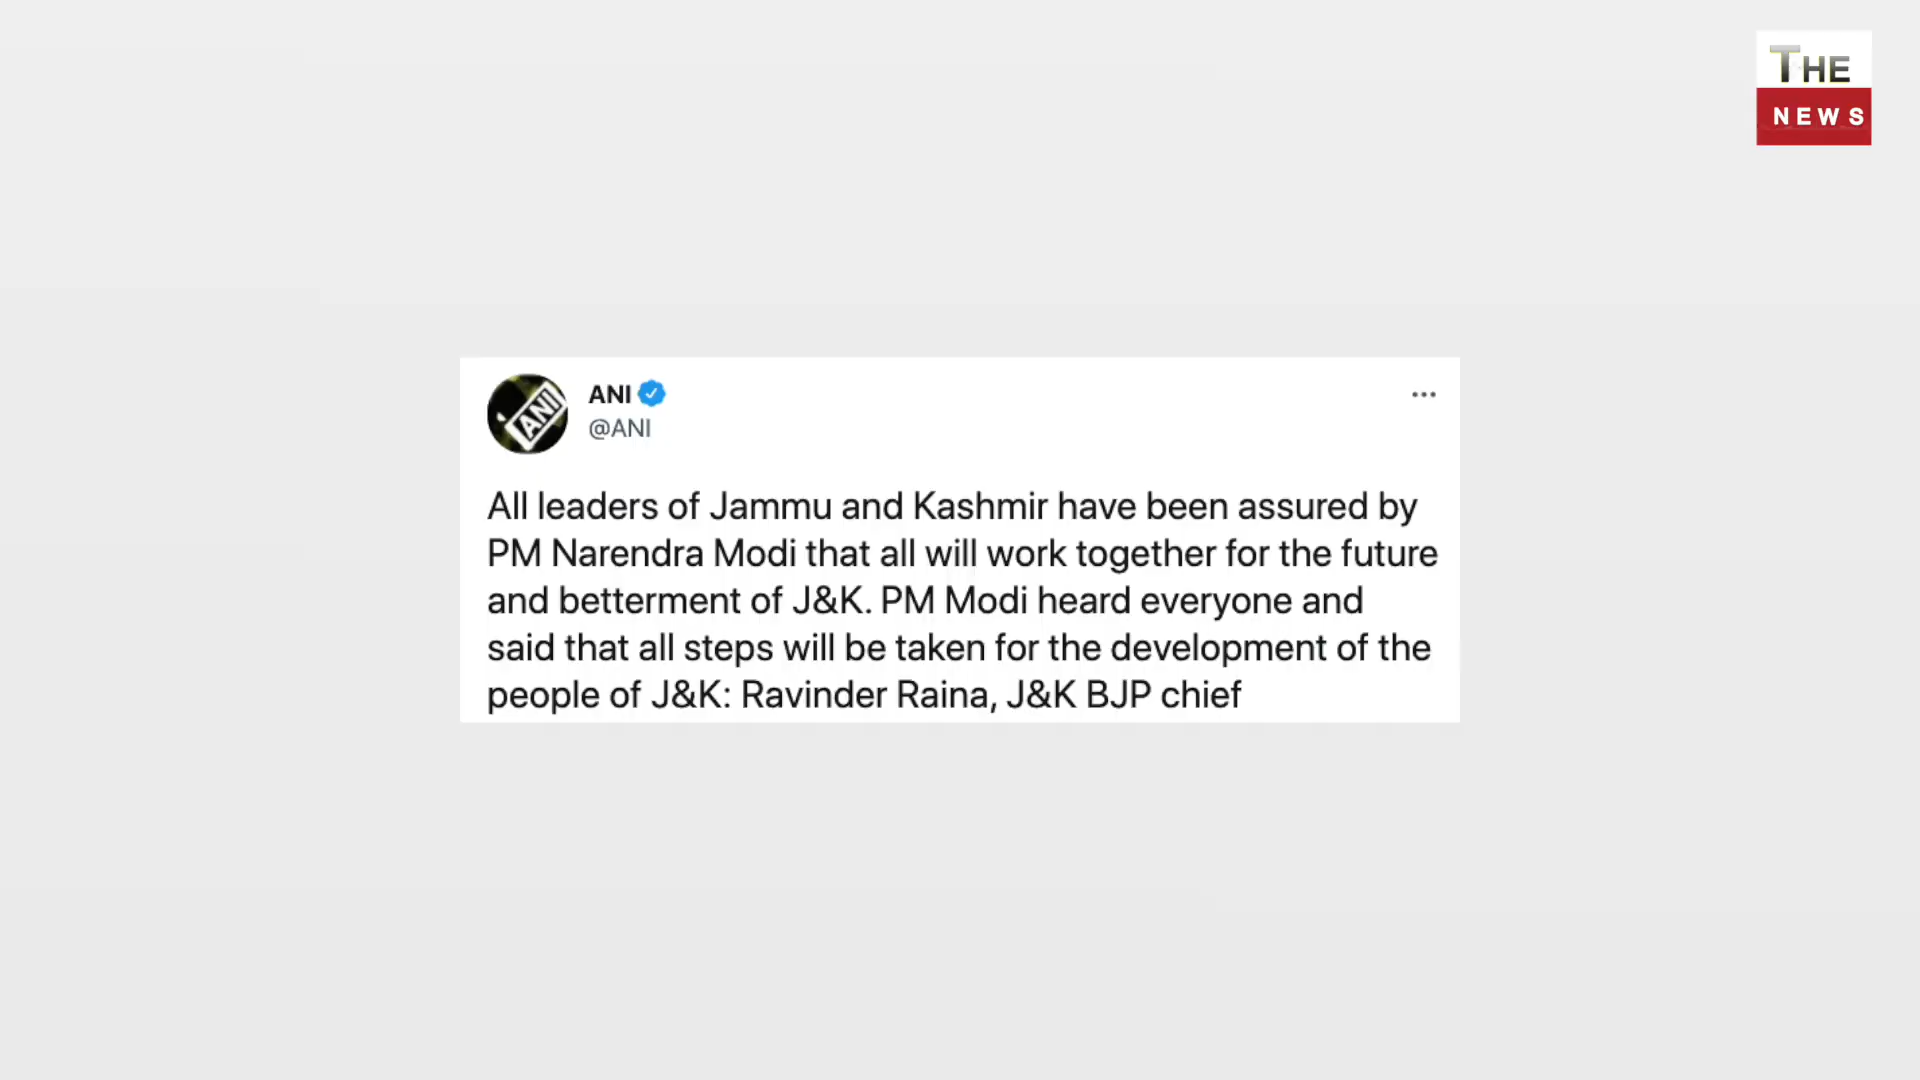 THE
NEWS
ANI
ANI
@ANI
All leaders of Jammu and Kashmir have been assured by
PM Narendra Modi that all will work together for the future
and betterment of J&K. PM Modi heard everyone and
said that all steps will be taken for the development of the
people of J&K: Ravinder Raina, J&K BJP chief